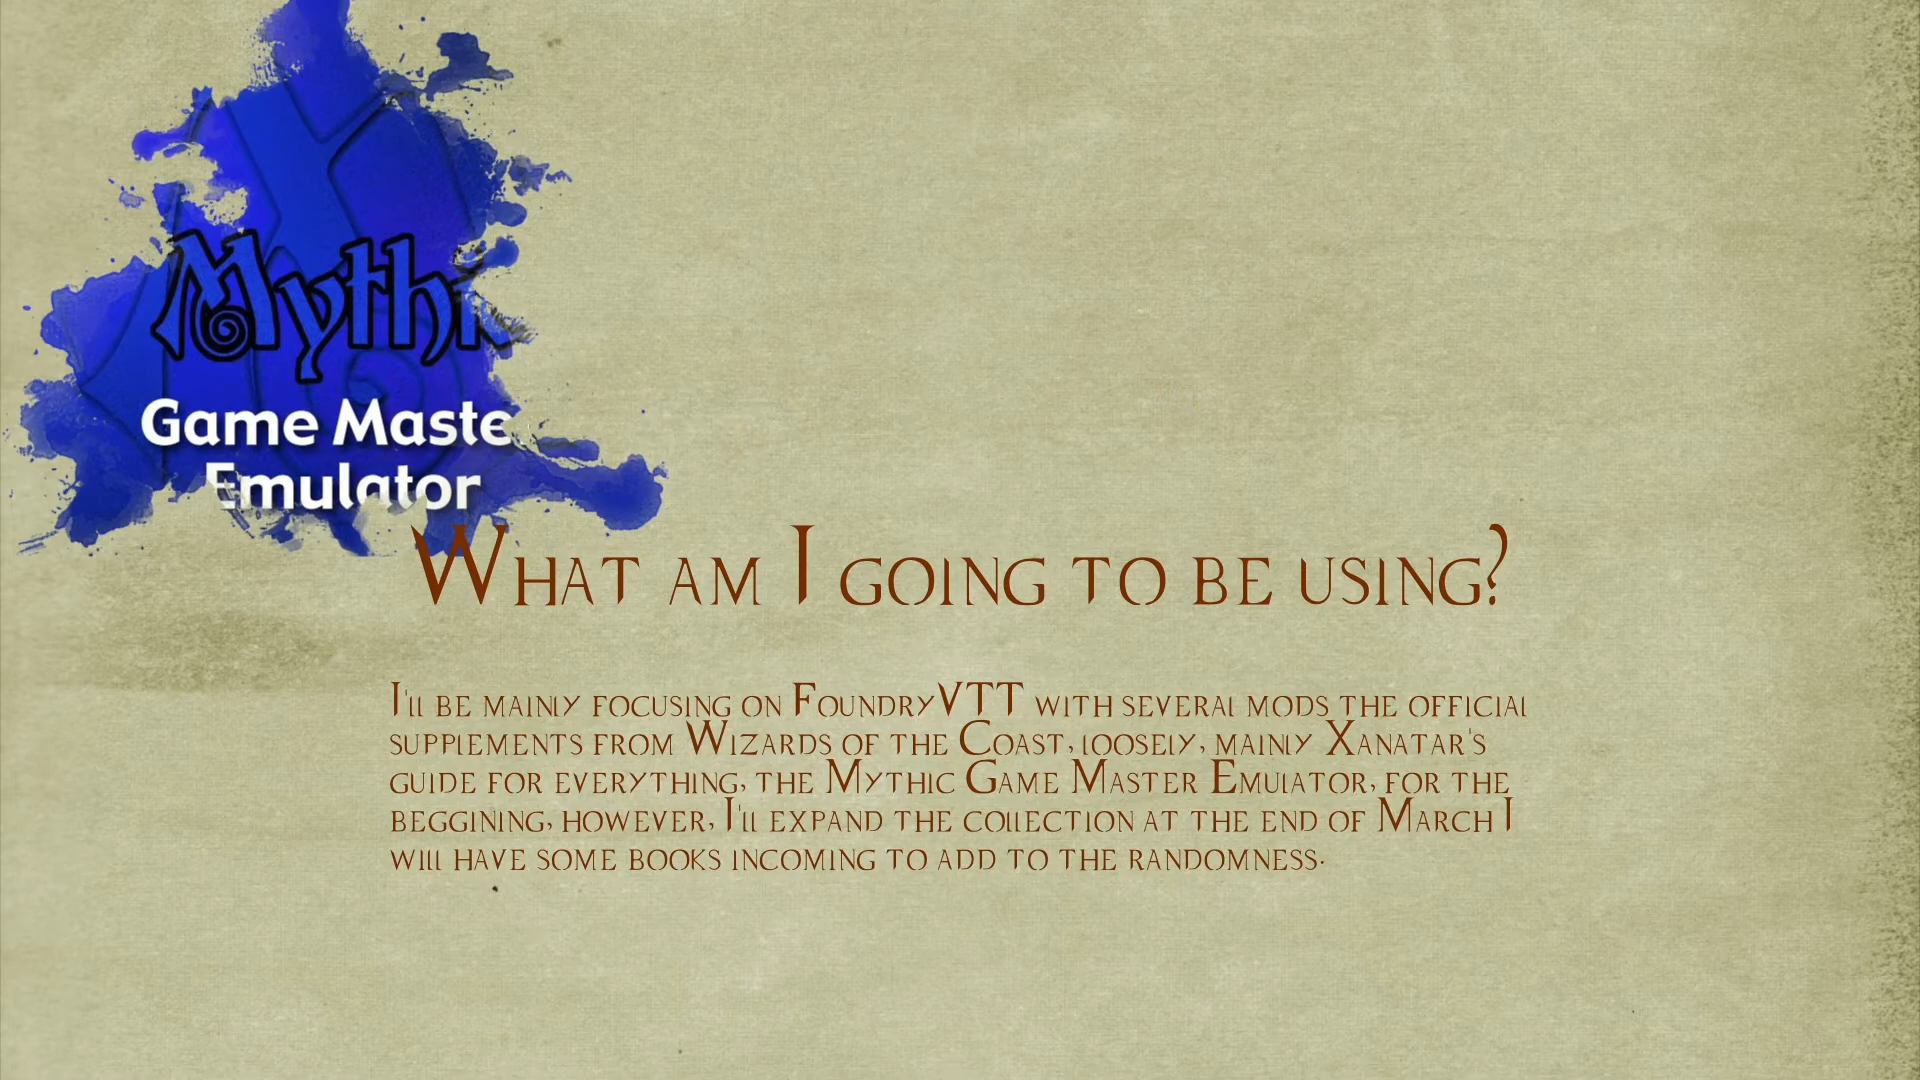 Mythi
Game Maste
Emulator
What am I going to be using?
I'll be mainly focusing on FoundryVTT with several mods the official
supplements from Wizards of the Coast, loosely, mainly Xanatar's
guide for everything, the Mythic Game Master Emulator, for the
beggining, however, I'll expand the collection at the end of March I
will have some books incoming to add to the randomness.